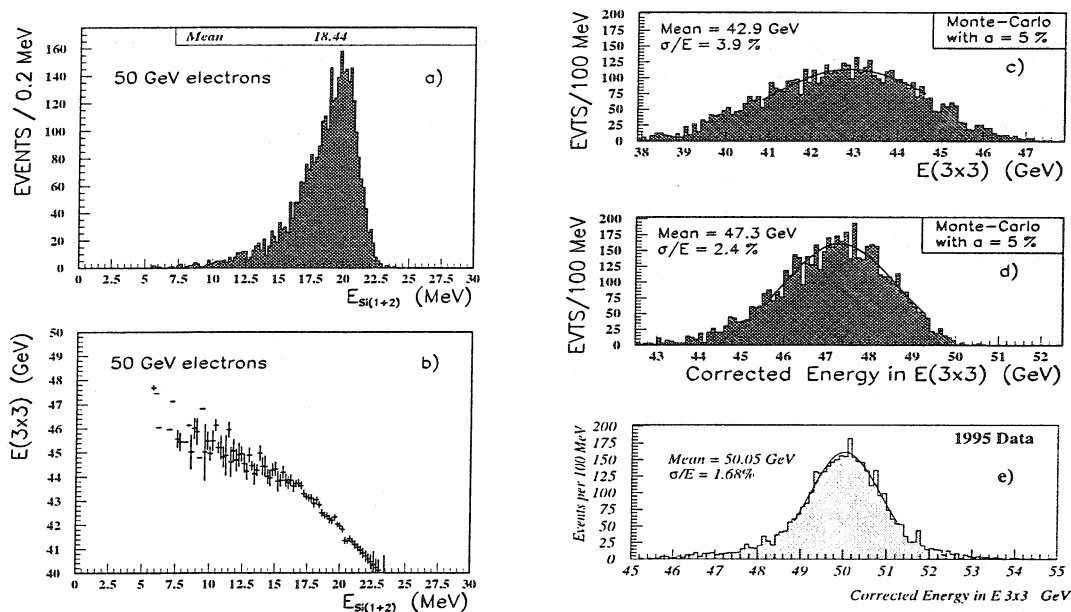 Mean 18.44
50 GeV electrons
a)
EVENTS / 0.2 MeV
160
140
120
100
80
60
40
20
0
0 2.5 5 7.5 10 12.5 15 17.5 20 22.5 25 27.5 30
E Si(1+2) (MeV)
50 GeV electrons
b)
E(3x3) (GeV)
50
49
48
47
46
45
44
43
42
41
40
0 2.5 5 7.5 10 12.5 15 17.5 20 22.5 25 27.5 30
E Si(1+2) (MeV)
Mean = 42.9 GeV
σ/E = 3.9 %
Monte-Carlo
with a = 5 %
c)
EVTS/100 MeV
200
175
150
125
100
75
50
25
0
38 39 40 41 42 43 44 45 46 47
E(3x3) (GeV)
Mean = 47.3 GeV
σ/E = 2.4 %
Monte-Carlo
with a = 5 %
d)
EVTS/100 MeV
200
175
150
125
100
75
50
25
0
43 44 45 46 47 48 49 50 51 52
Corrected Energy in E(3x3) (GeV)
1995 Data
Mean = 50.05 GeV
σ/E = 1.68%
e)
Events per 100 MeV
200
175
150
125
100
75
50
25
0
45 46 47 48 49 50 51 52 53 54 55
Corrected Energy in E 3x3 GeV